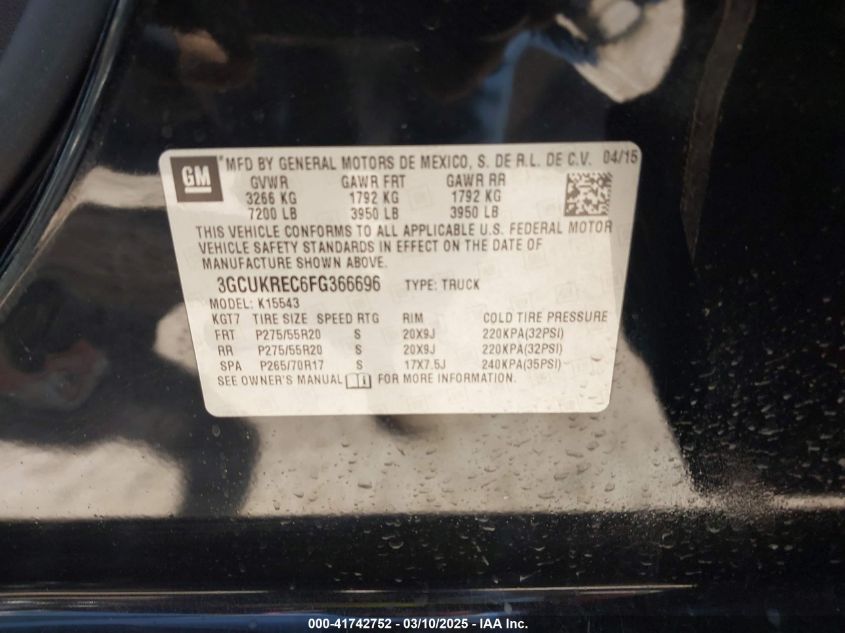 GM
*MFD BY GENERAL MOTORS DE MEXICO, S. DE R.L. DE C.V. 04/15
GVWR GAWR FRT GAWR RR
3266 KG 1792 KG 1792 KG
7200 LB 3950 LB 3950 LB
THIS VEHICLE CONFORMS TO ALL APPLICABLE U.S. FEDERAL MOTOR
VEHICLE SAFETY STANDARDS IN EFFECT ON THE DATE OF
MANUFACTURE SHOWN ABOVE.
3GCUKREC6FG366696 TYPE: TRUCK
MODEL: K15543
KGT7 TIRE SIZE SPEED RTG RIM COLD TIRE PRESSURE
FRT P275/55R20 S 20X9J 220KPA(32PSI)
RR P275/55R20 S 20X9J 220KPA(32PSI)
SPA P265/70R17 S 17X7.5J 240KPA(35PSI)
SEE OWNER'S MANUAL FOR MORE INFORMATION.
000-41742752 — 03/10/2025 — IAA Inc.